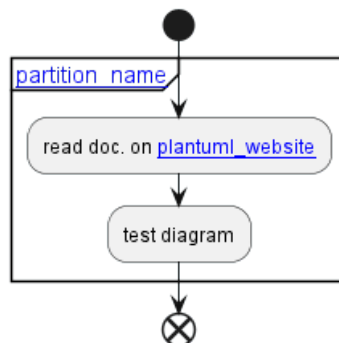 partition_name
read doc. on plantuml_website
test diagram